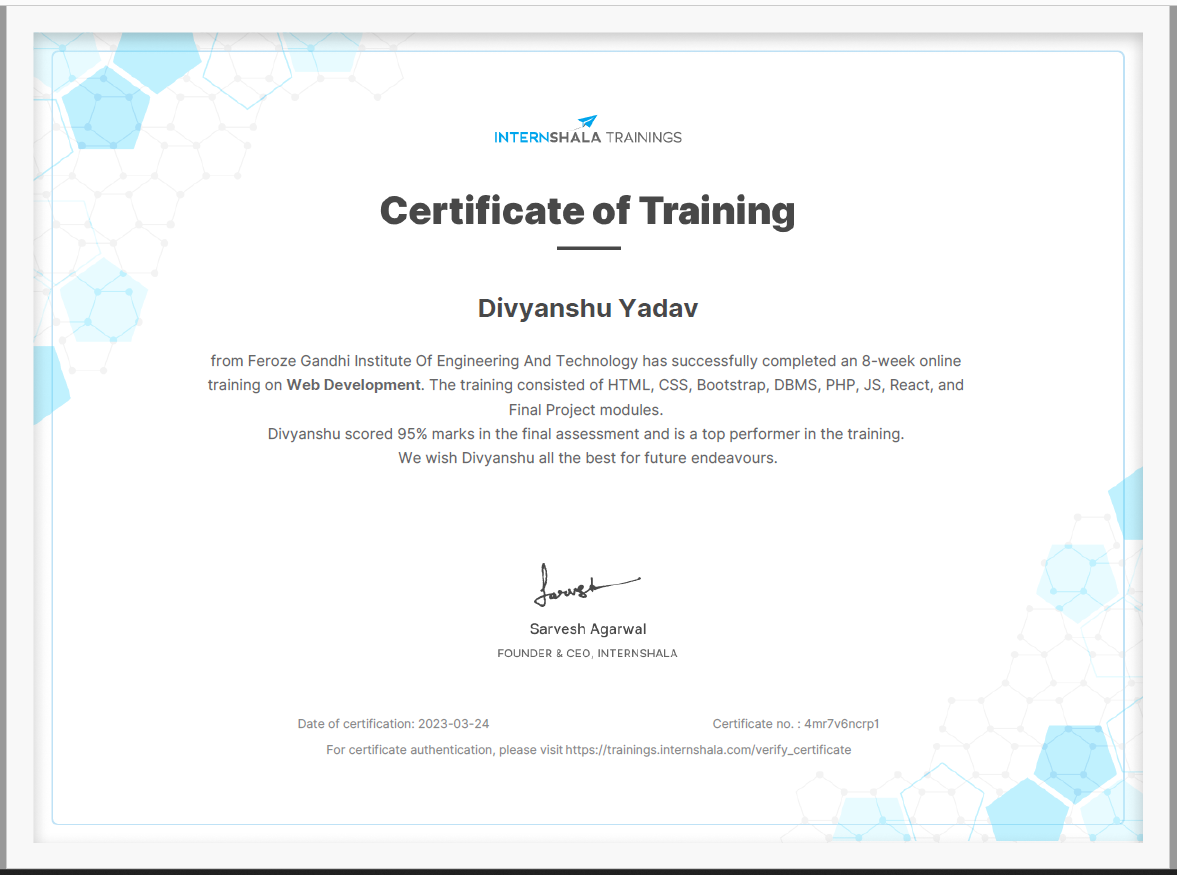 INTERNSHALA TRAININGS
Certificate of Training
Divyanshu Yadav
from Feroze Gandhi Institute Of Engineering And Technology has successfully completed an 8-week online
training on Web Development. The training consisted of HTML, CSS, Bootstrap, DBMS, PHP, JS, React, and
Final Project modules.
Divyanshu scored 95% marks in the final assessment and is a top performer in the training.
We wish Divyanshu all the best for future endeavours.
Sarvesh
Sarvesh Agarwal
FOUNDER & CEO, INTERNSHALA
Date of certification: 2023-03-24 Certificate no. : 4mr7v6ncrp1
For certificate authentication, please visit https://trainings.internshala.com/verify_certificate